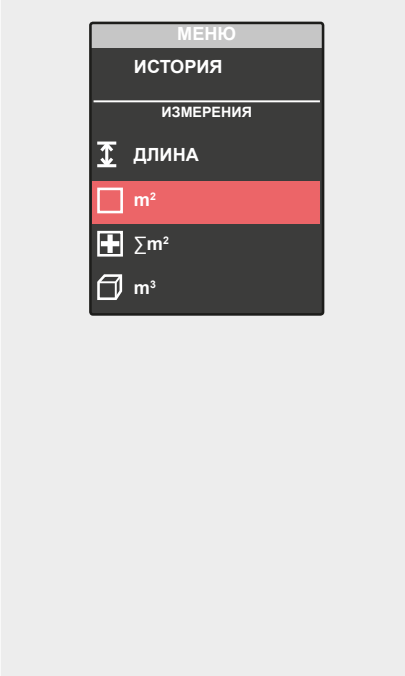 МЕНЮ
ИСТОРИЯ
ИЗМЕРЕНИЯ
ДЛИНА
m²
∑m²
m³